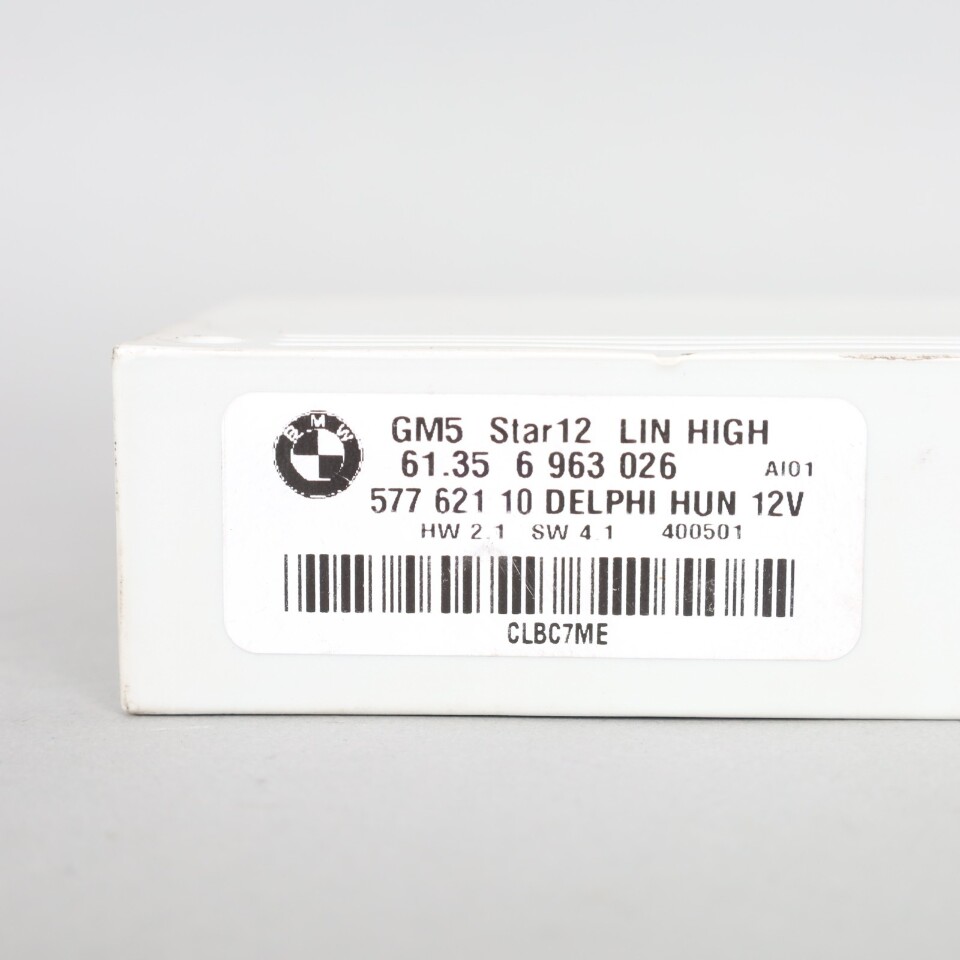 BMW
GM5 Star12 LIN HIGH
61.35 6 963 026 AI01
577 621 10 DELPHI HUN 12V
HW 2.1 SW 4.1 400501
CLBC7ME